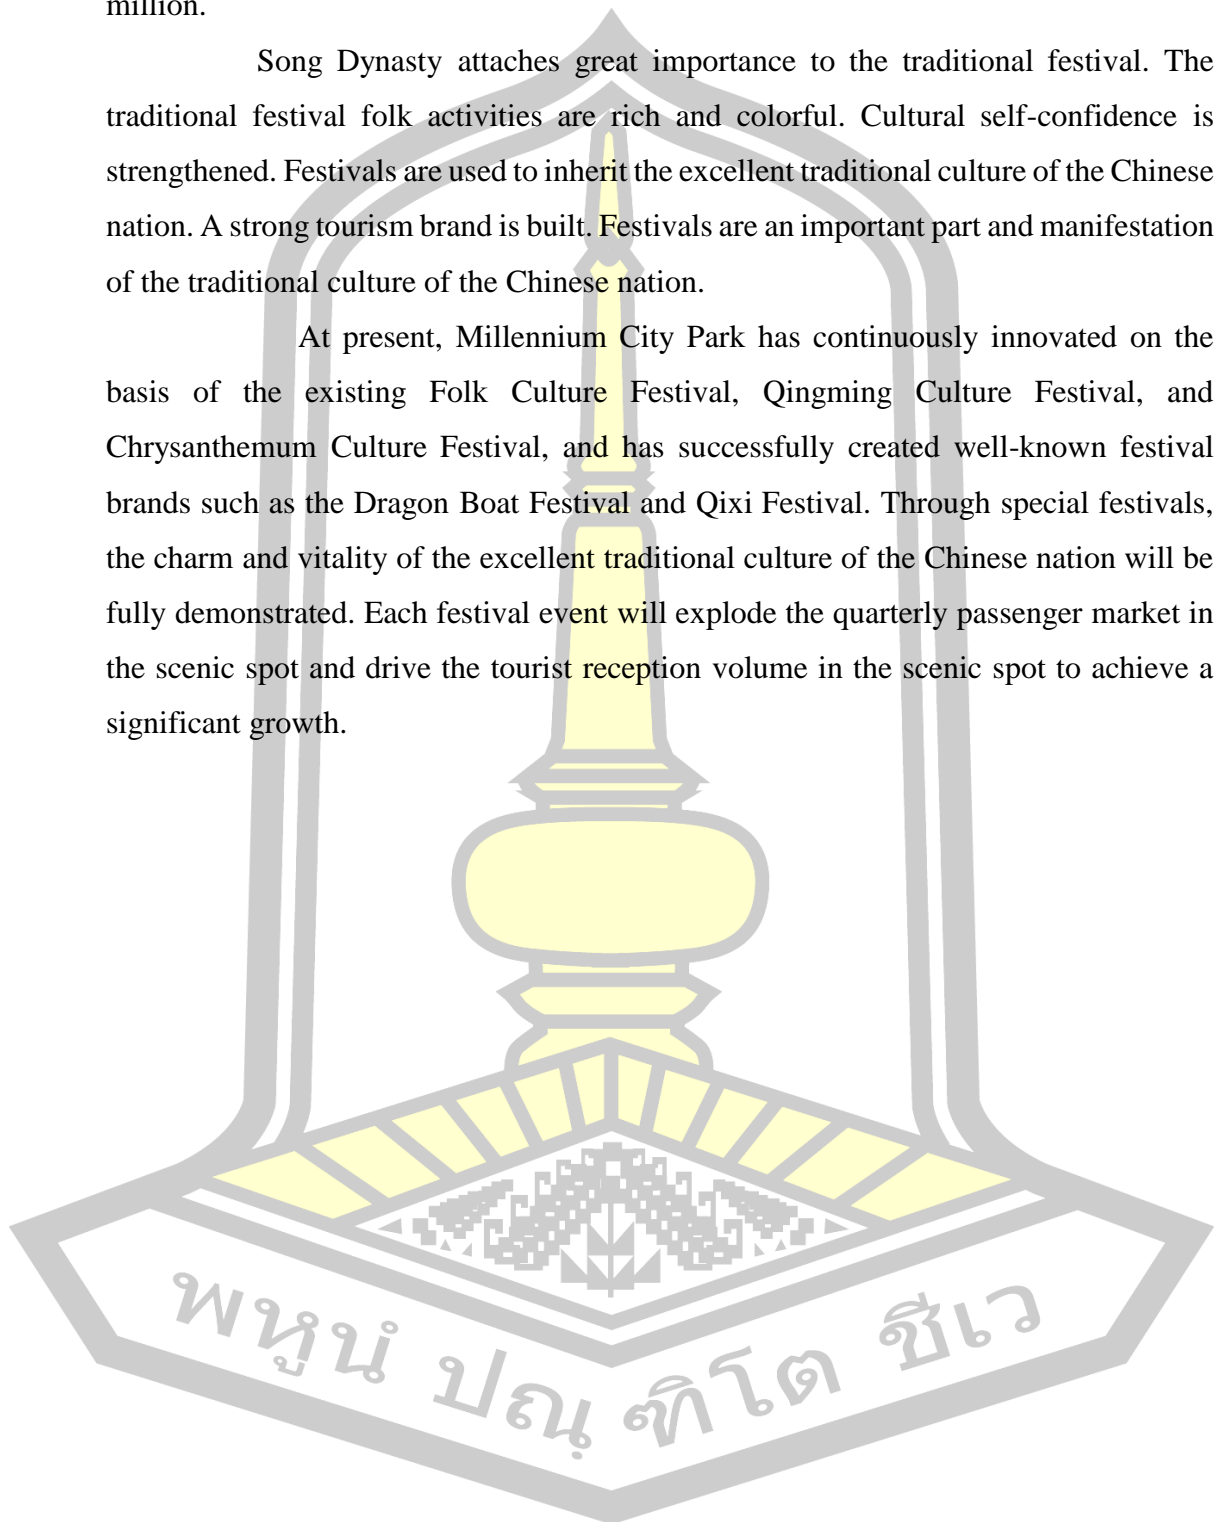 million.
Song Dynasty attaches great importance to the traditional festival. The
traditional festival folk activities are rich and colorful. Cultural self-confidence is
strengthened. Festivals are used to inherit the excellent traditional culture of the Chinese
nation. A strong tourism brand is built. Festivals are an important part and manifestation
of the traditional culture of the Chinese nation.
At present, Millennium City Park has continuously innovated on the
basis of the existing Folk Culture Festival, Qingming Culture Festival, and
Chrysanthemum Culture Festival, and has successfully created well-known festival
brands such as the Dragon Boat Festival and Qixi Festival. Through special festivals,
the charm and vitality of the excellent traditional culture of the Chinese nation will be
fully demonstrated. Each festival event will explode the quarterly passenger market in
the scenic spot and drive the tourist reception volume in the scenic spot to achieve a
significant growth.
พหูนํ ปณฺ ฑิโต ชีเว